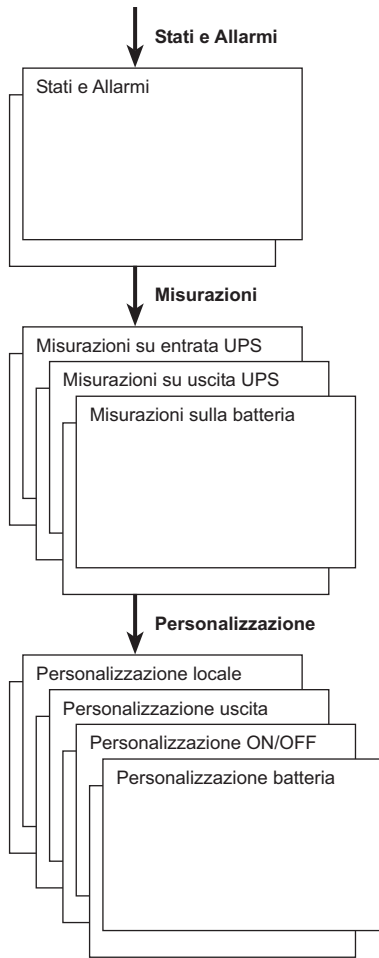 Stati e Allarmi
Stati e Allarmi
Misurazioni
Misurazioni su entrata UPS
Misurazioni su uscita UPS
Misurazioni sulla batteria
Personalizzazione
Personalizzazione locale
Personalizzazione uscita
Personalizzazione ON/OFF
Personalizzazione batteria